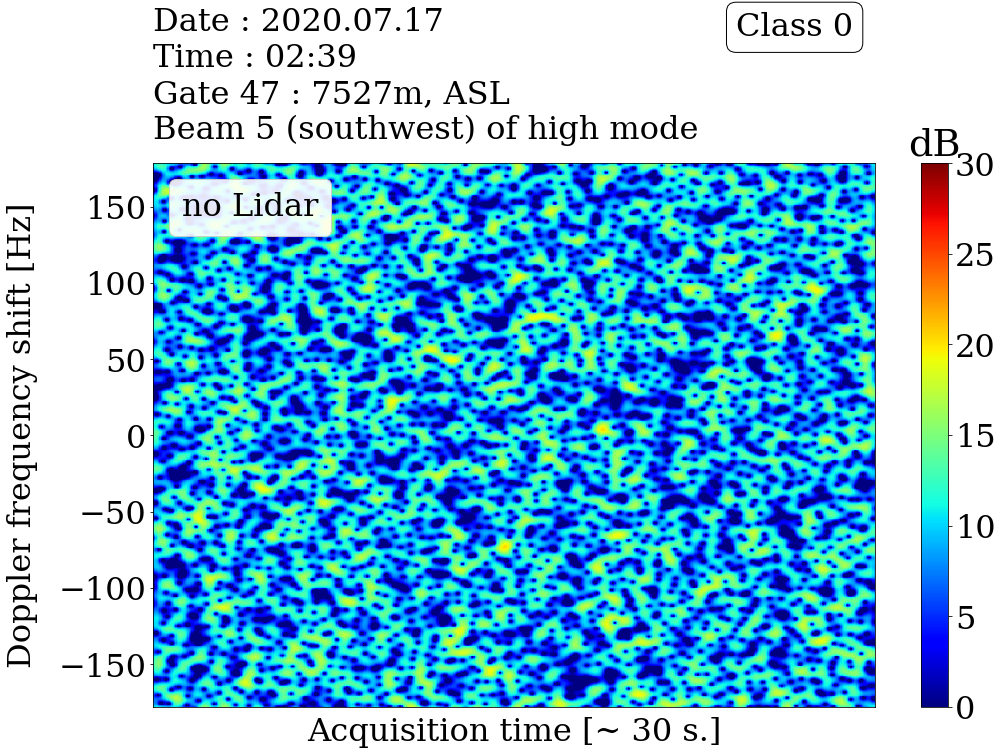 Date : 2020.07.17
Time : 02:39
Gate 47 : 7527m, ASL
Beam 5 (southwest) of high mode
Class 0
no Lidar
dB
30
25
20
15
10
5
0
Doppler frequency shift [Hz]
150
100
50
0
−50
−100
−150
Acquisition time [~ 30 s.]